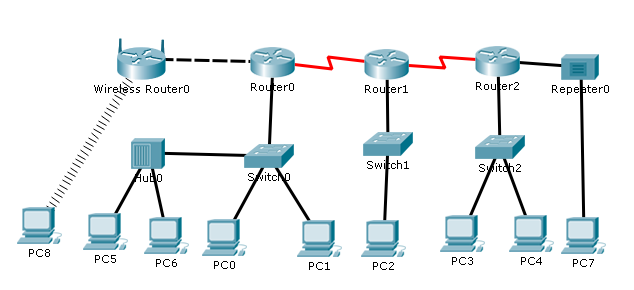 Wireless Router0
Router0
Router1
Router2
Repeater0
Hub0
Switch0
Switch1
Switch2
PC8
PC5
PC6
PC0
PC1
PC2
PC3
PC4
PC7